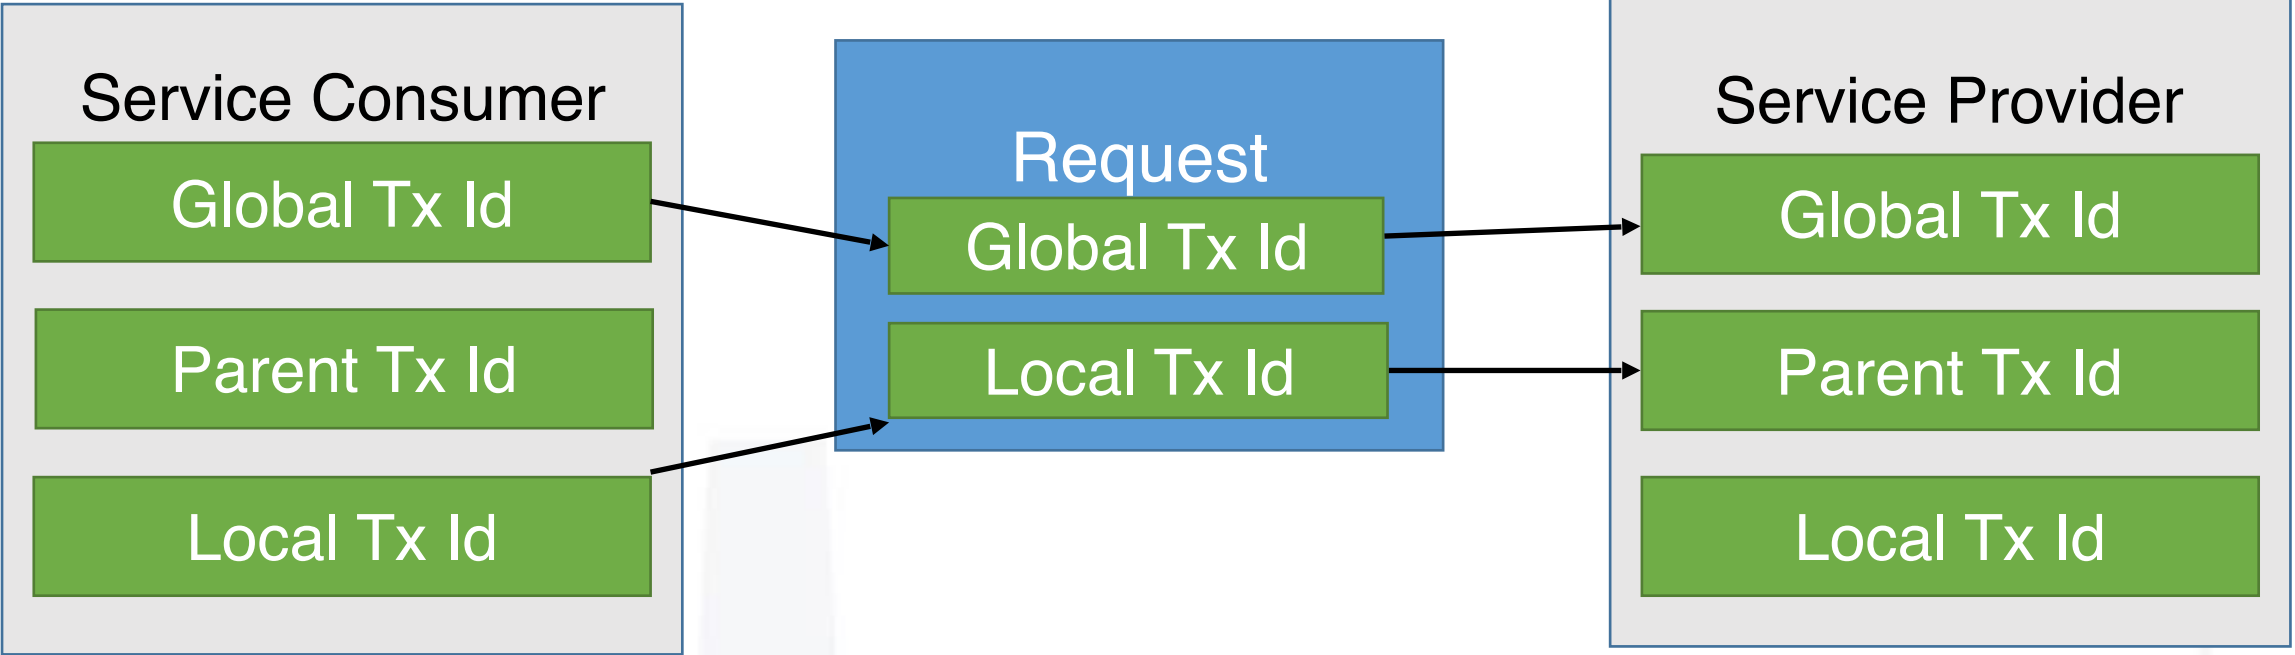 Service Consumer
Global Tx Id
Parent Tx Id
Local Tx Id
Request
Global Tx Id
Local Tx Id
Service Provider
Global Tx Id
Parent Tx Id
Local Tx Id